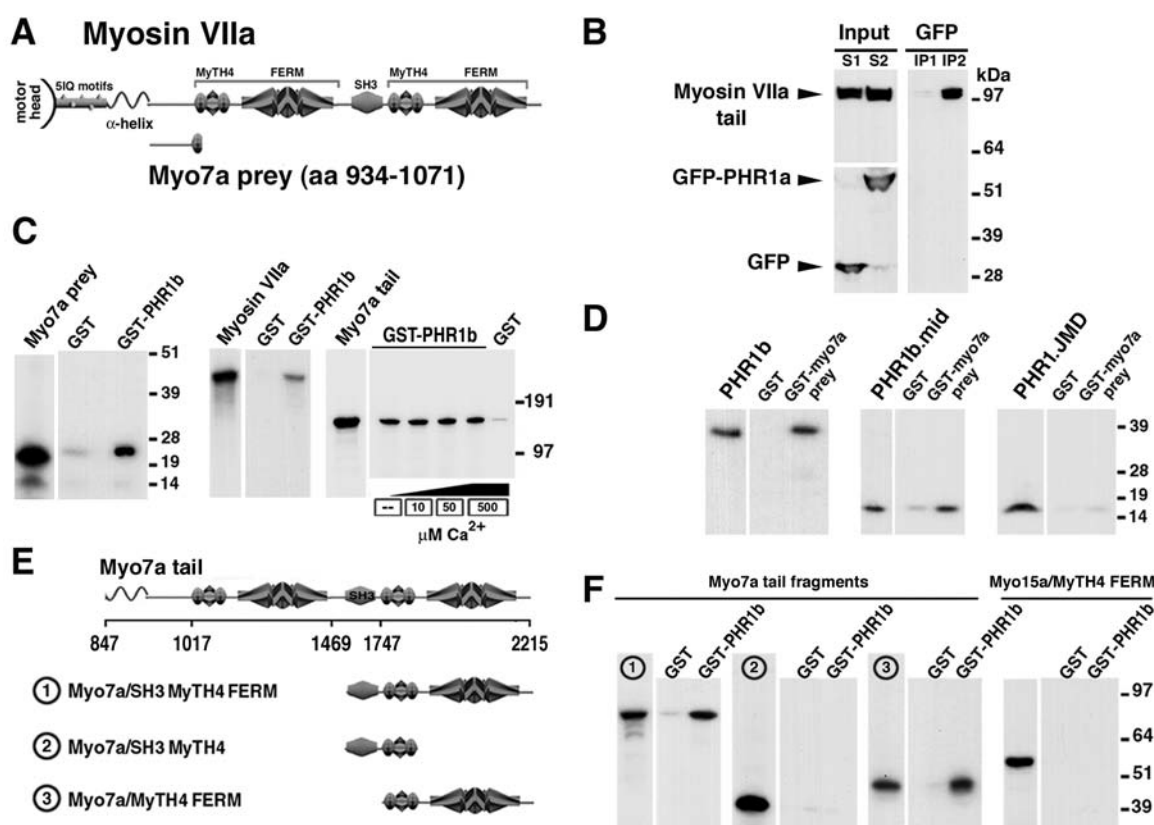 A Myosin VIIa
motor head
5IQ motifs
α-helix
MyTH4
FERM
SH3
MyTH4
FERM
Myo7a prey (aa 934-1071)
B
Input GFP
S1 S2 IP1 IP2 kDa
Myosin VIIa tail
GFP-PHR1a
GFP
97
64
51
39
28
C
Myo7a prey
GST
GST-PHR1b
51
39
28
19
14
Myosin VIIa
GST
GST-PHR1b
Myo7a tail
GST-PHR1b
GST
191
97
-- 10 50 500
μM Ca2+
D
PHR1b
GST
GST-myo7a prey
PHR1b.mid
GST
GST-myo7a prey
PHR1.JMD
GST
GST-myo7a prey
39
28
19
14
E
Myo7a tail
SH3
847 1017 1469 1747 2215
1 Myo7a/SH3 MyTH4 FERM
2 Myo7a/SH3 MyTH4
3 Myo7a/MyTH4 FERM
F
Myo7a tail fragments
Myo15a/MyTH4 FERM
1
GST
GST-PHR1b
2
GST
GST-PHR1b
3
GST
GST-PHR1b
GST
GST-PHR1b
97
64
51
39